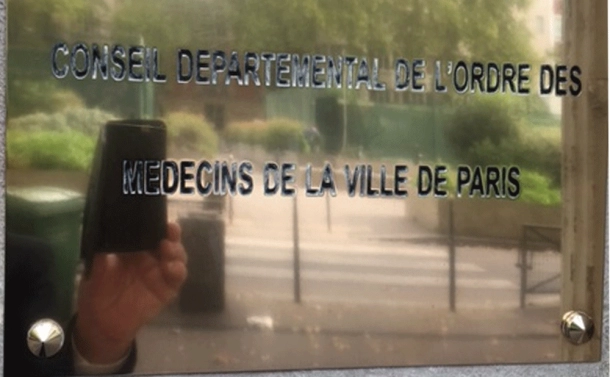 CONSEIL DEPARTEMENTAL DE L'ORDRE DES
MEDECINS DE LA VILLE DE PARIS